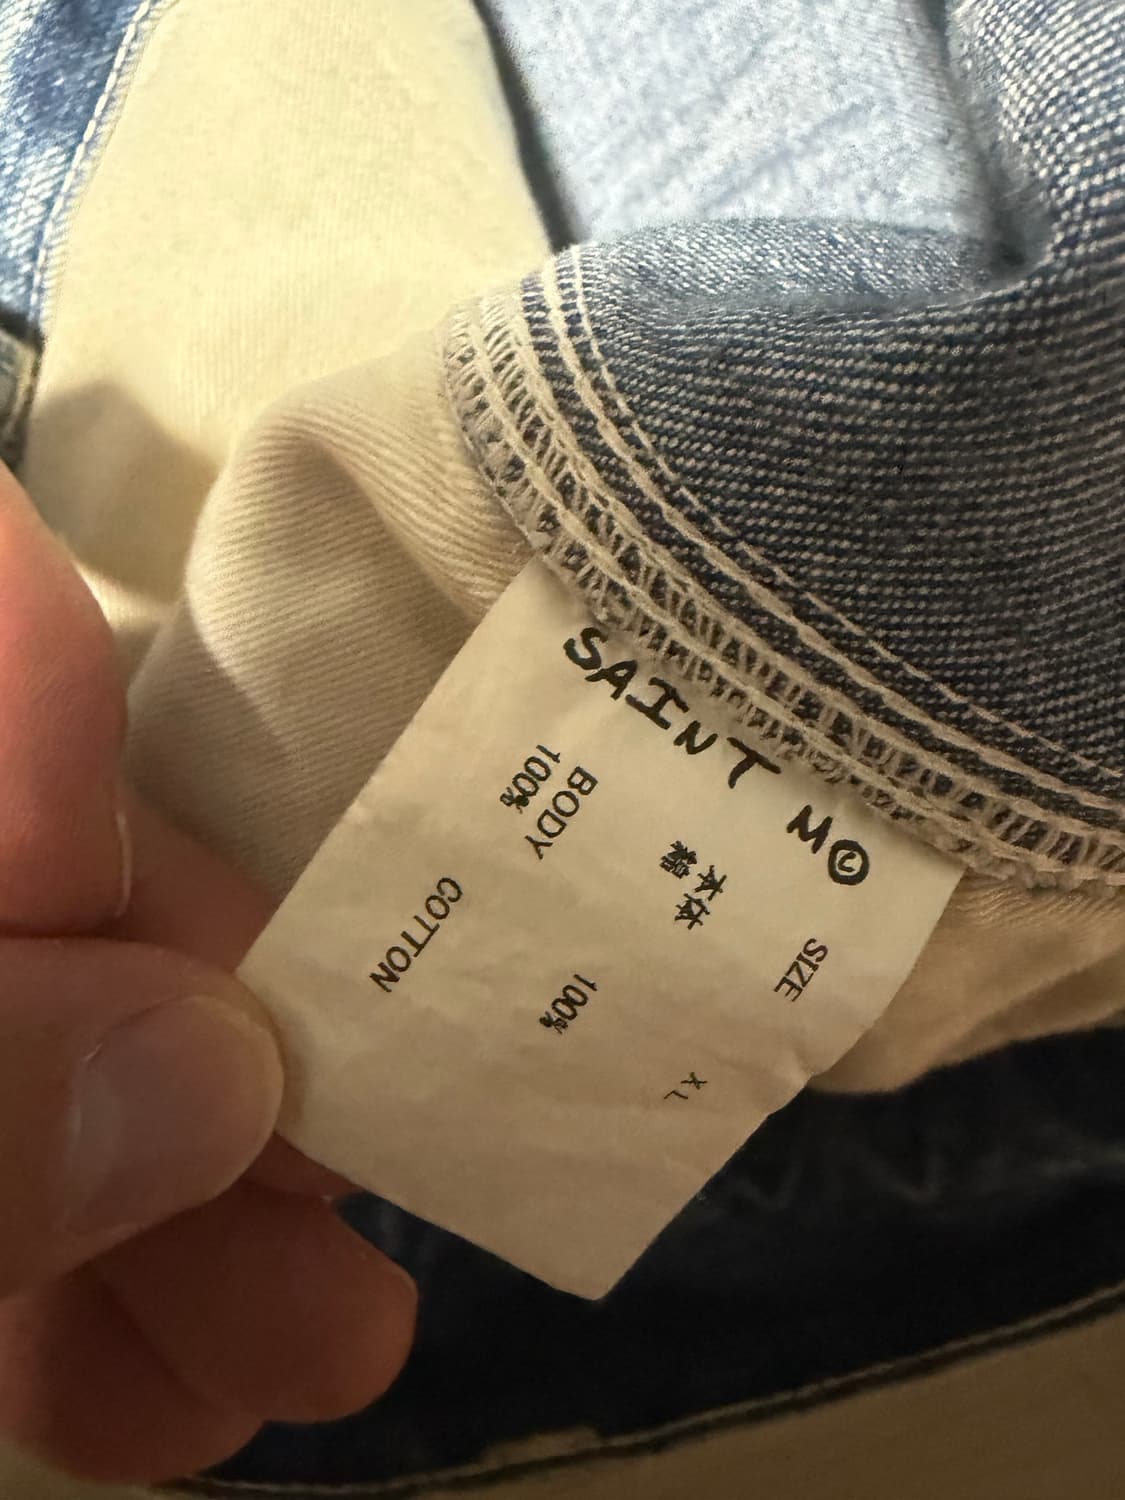 SAINT M©
SIZE XL
本体
綿 100%
BODY
100% COTTON